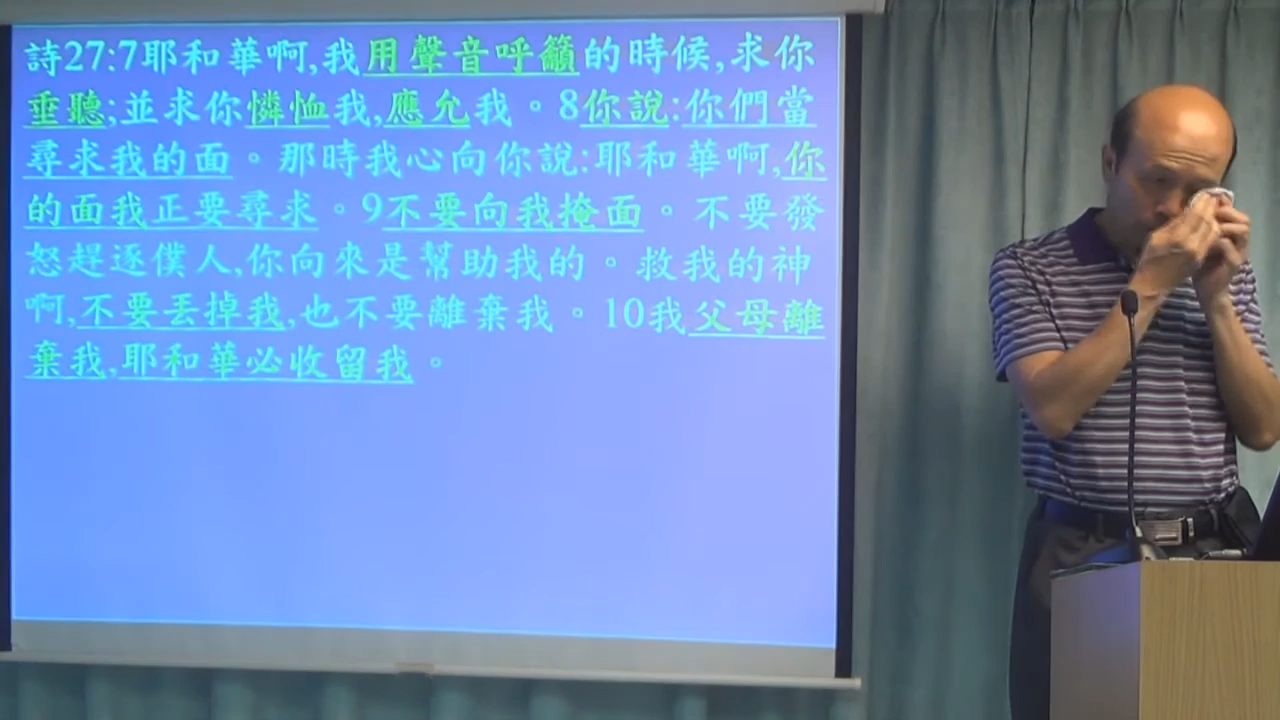 詩27:7耶和華啊,我用聲音呼籲的時候,求你
垂聽;並求你憐恤我,應允我。8你說:你們當
尋求我的面。那時我心向你說:耶和華啊,你
的面我正要尋求。9不要向我掩面。不要發
怒趕逐僕人,你向來是幫助我的。救我的神
啊,不要丟掉我,也不要離棄我。10我父母離
棄我,耶和華必收留我。